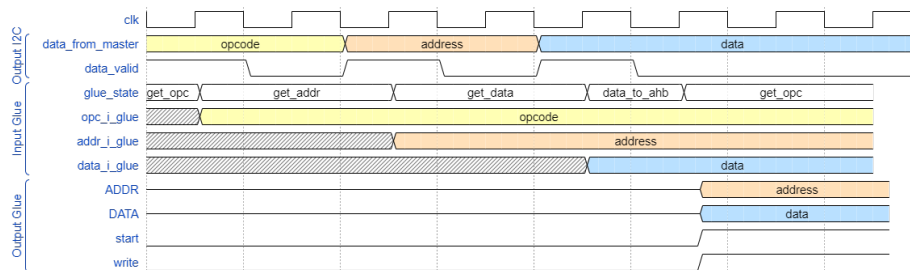 clk
Output I2C
data_from_master opcode address data
data_valid
Input Glue
glue_state get_opc get_addr get_data data_to_ahb get_opc
opc_i_glue opcode
addr_i_glue address
data_i_glue data
Output Glue
ADDR address
DATA data
start
write